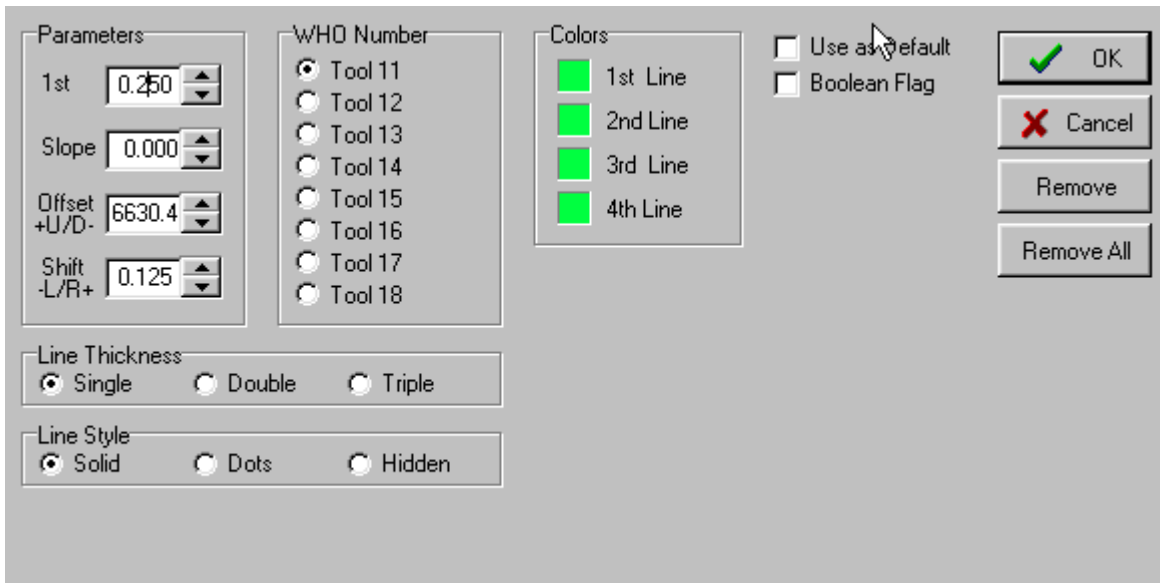 Parameters
1st 0.250
Slope 0.000
Offset
+U/D- 6630.4
Shift
-L/R+ 0.125
WHO Number
Tool 11
Tool 12
Tool 13
Tool 14
Tool 15
Tool 16
Tool 17
Tool 18
Colors
1st Line
2nd Line
3rd Line
4th Line
Use as Default
Boolean Flag
OK
Cancel
Remove
Remove All
Line Thickness
Single Double Triple
Line Style
Solid Dots Hidden